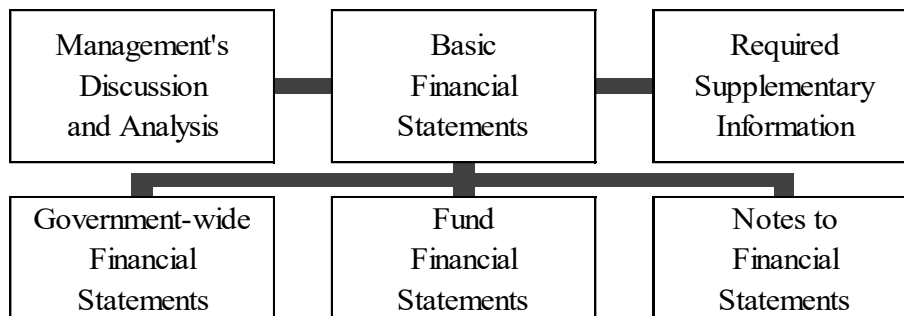 Management's
Discussion
and Analysis
Basic
Financial
Statements
Required
Supplementary
Information
Government-wide
Financial
Statements
Fund
Financial
Statements
Notes to
Financial
Statements